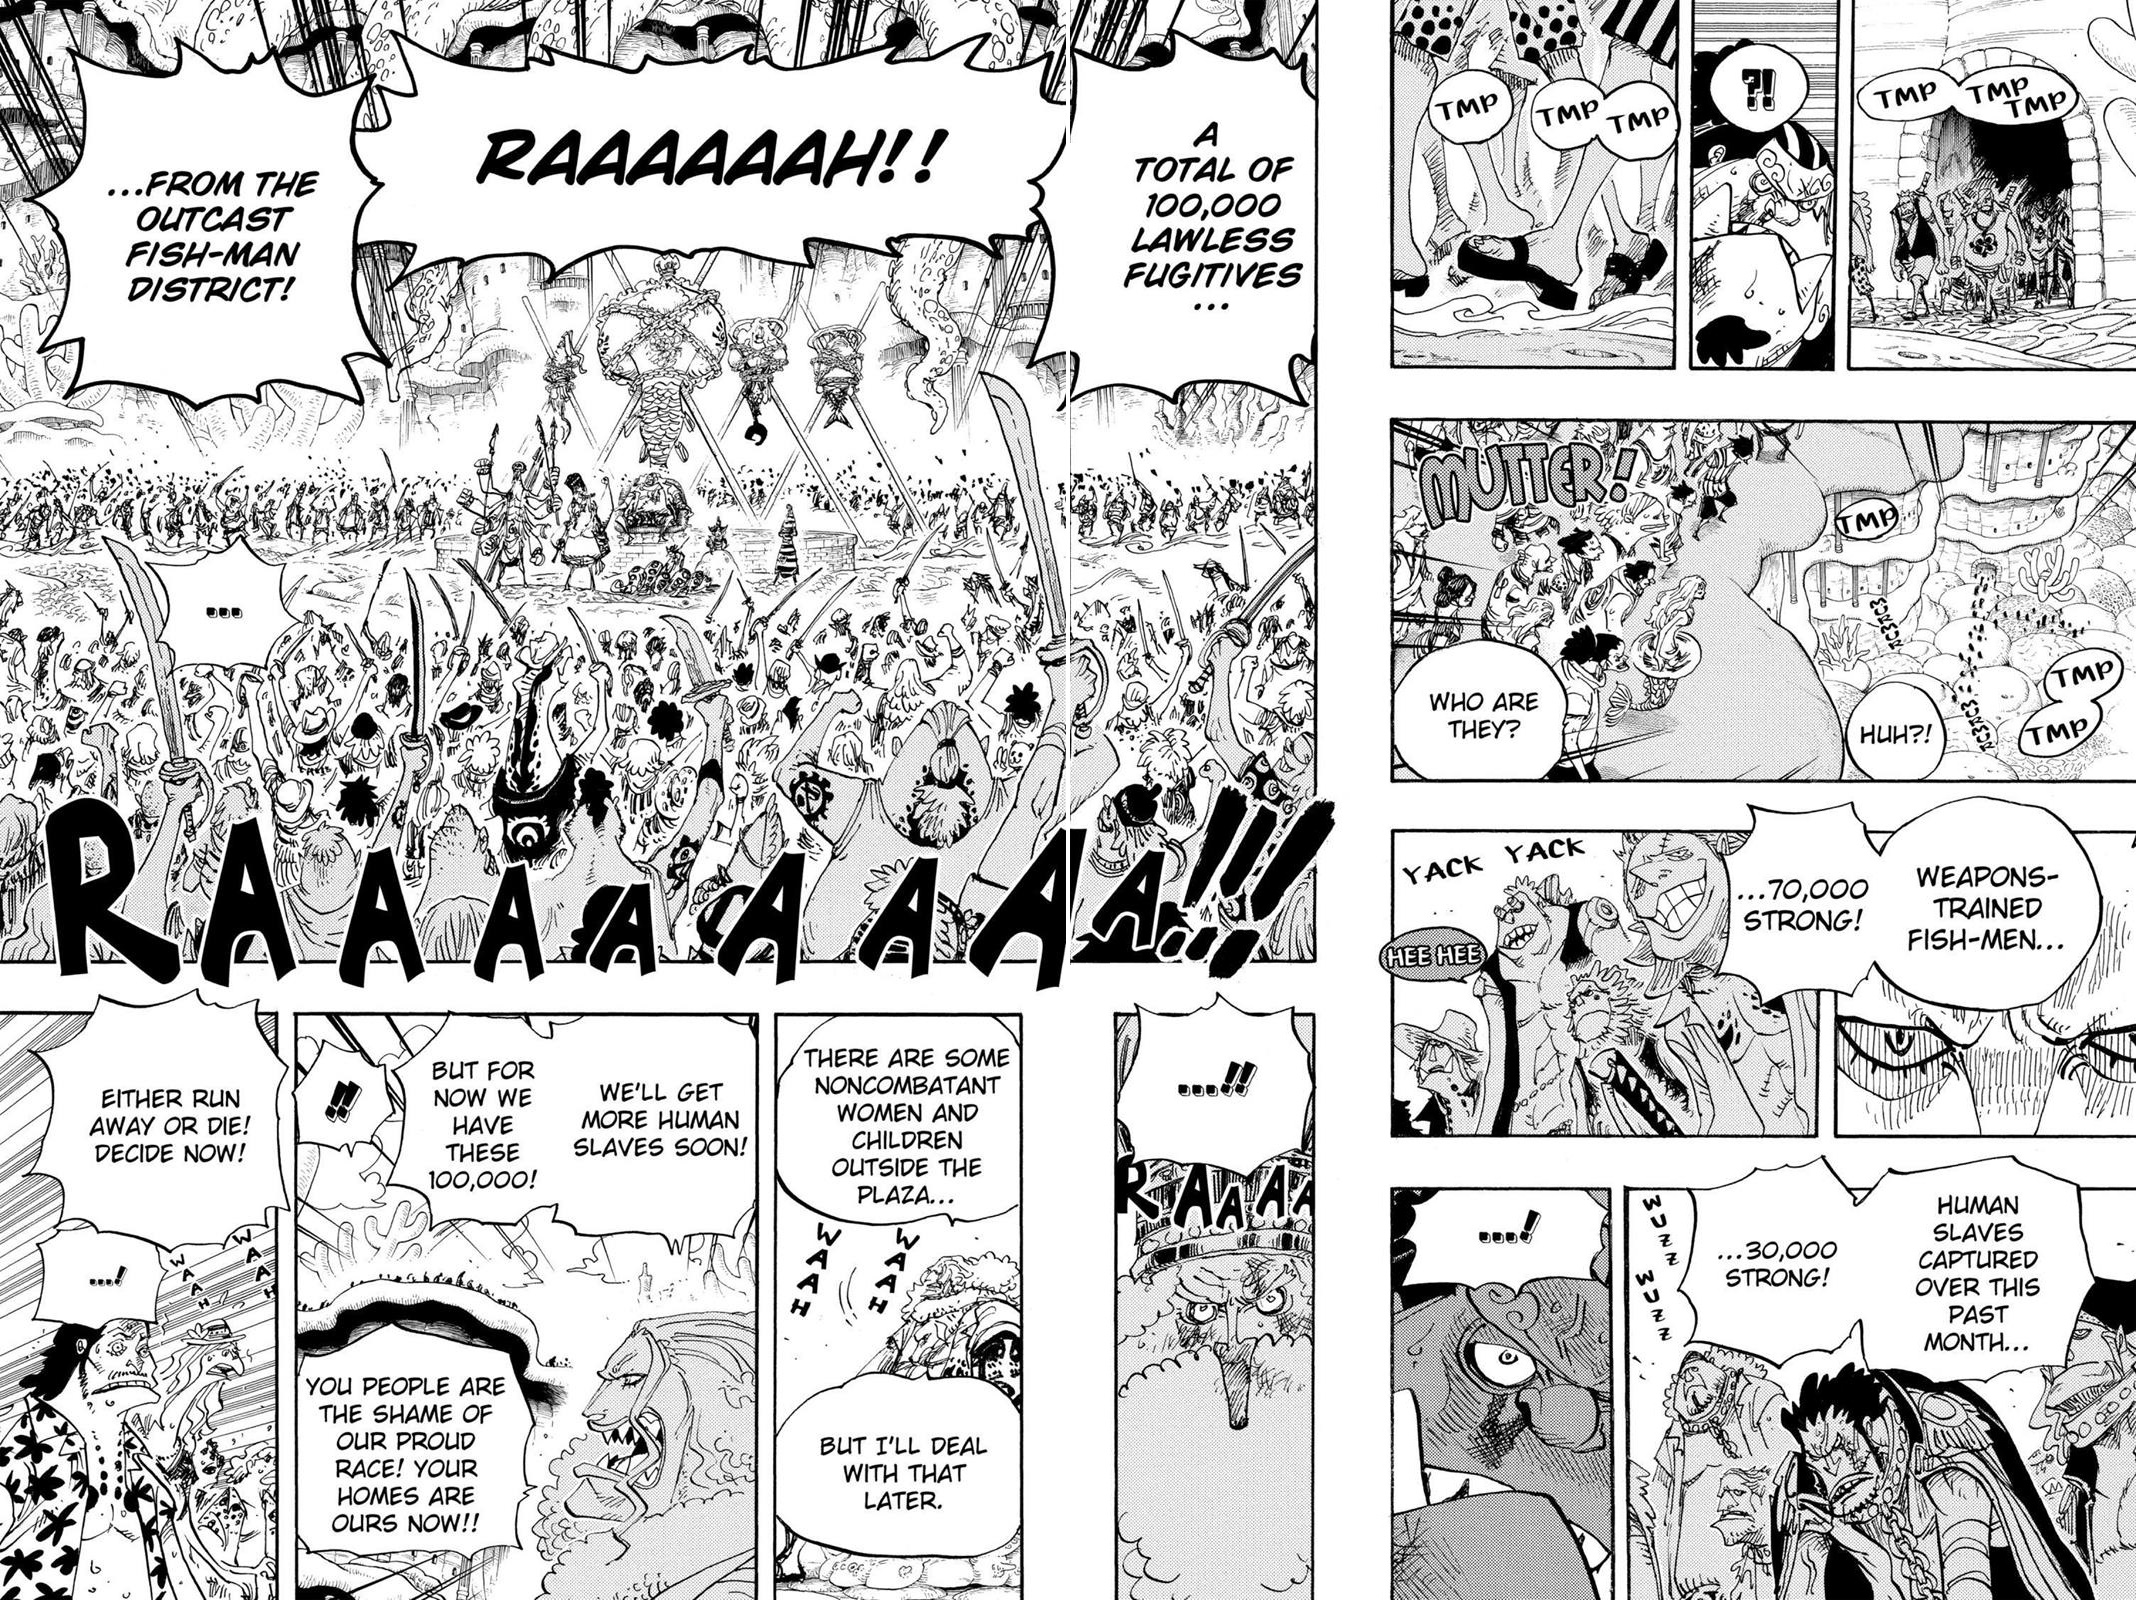 TMP
TMP
TMP
?!
TMP
TMP
TMP
MUTTER!
TMP
MURMUR
MURMUR
TMP
TMP
HUH?!
WHO ARE
THEY?
WEAPONS-
TRAINED
FISH-MEN...
...70,000
STRONG!
YACK YACK
HEE HEE
HUMAN
SLAVES
CAPTURED
OVER THIS
PAST
MONTH...
...30,000
STRONG!
WUZZ
WUZZ
...!
A
TOTAL OF
100,000
LAWLESS
FUGITIVES
...
RAAAAAAH!!
...FROM THE
OUTCAST
FISH-MAN
DISTRICT!
...
RAAAAAAAA!!!
...!!
RAAAA
THERE ARE SOME
NONCOMBATANT
WOMEN AND
CHILDREN
OUTSIDE THE
PLAZA...
WAAH
WAAH
BUT I'LL DEAL
WITH THAT
LATER.
WE'LL GET
MORE HUMAN
SLAVES SOON!
BUT FOR
NOW WE
HAVE
THESE
100,000!
!!
YOU PEOPLE ARE
THE SHAME OF
OUR PROUD
RACE! YOUR
HOMES ARE
OURS NOW!!
EITHER RUN
AWAY OR DIE!
DECIDE NOW!
WAAH
WAAH
...!